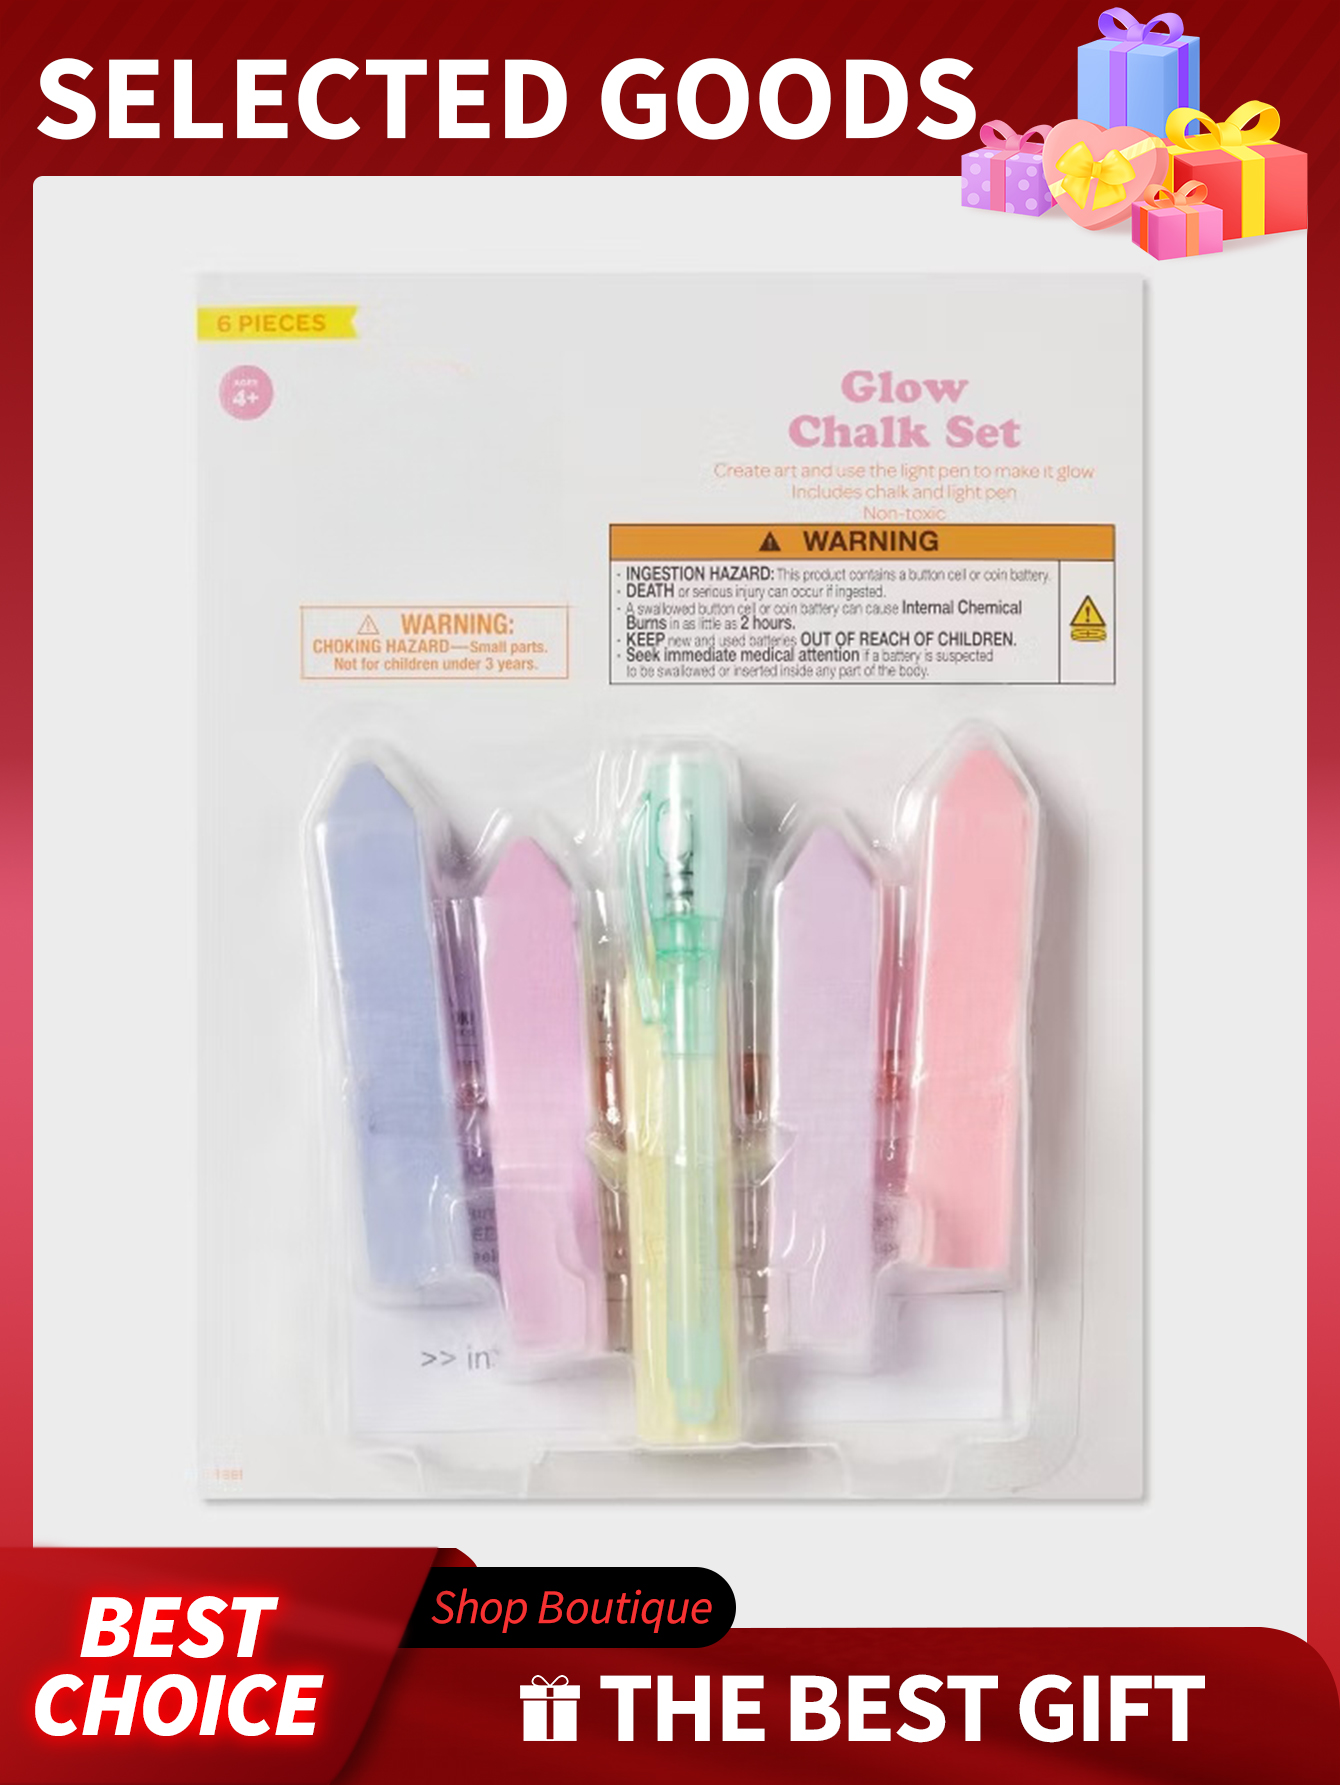 SELECTED GOODS
6 PIECES
AGES
4+
Glow
Chalk Set
Create art and use the light pen to make it glow
Includes chalk and light pen
Non-toxic
WARNING
- INGESTION HAZARD: This product contains a button cell or coin battery.
- DEATH or serious injury can occur if ingested.
- A swallowed button cell or coin battery can cause Internal Chemical
Burns in as little as 2 hours.
- KEEP new and used batteries OUT OF REACH OF CHILDREN.
- Seek immediate medical attention if a battery is suspected
to be swallowed or inserted inside any part of the body.
WARNING:
CHOKING HAZARD—Small parts.
Not for children under 3 years.
>> in
BEST
CHOICE
Shop Boutique
THE BEST GIFT